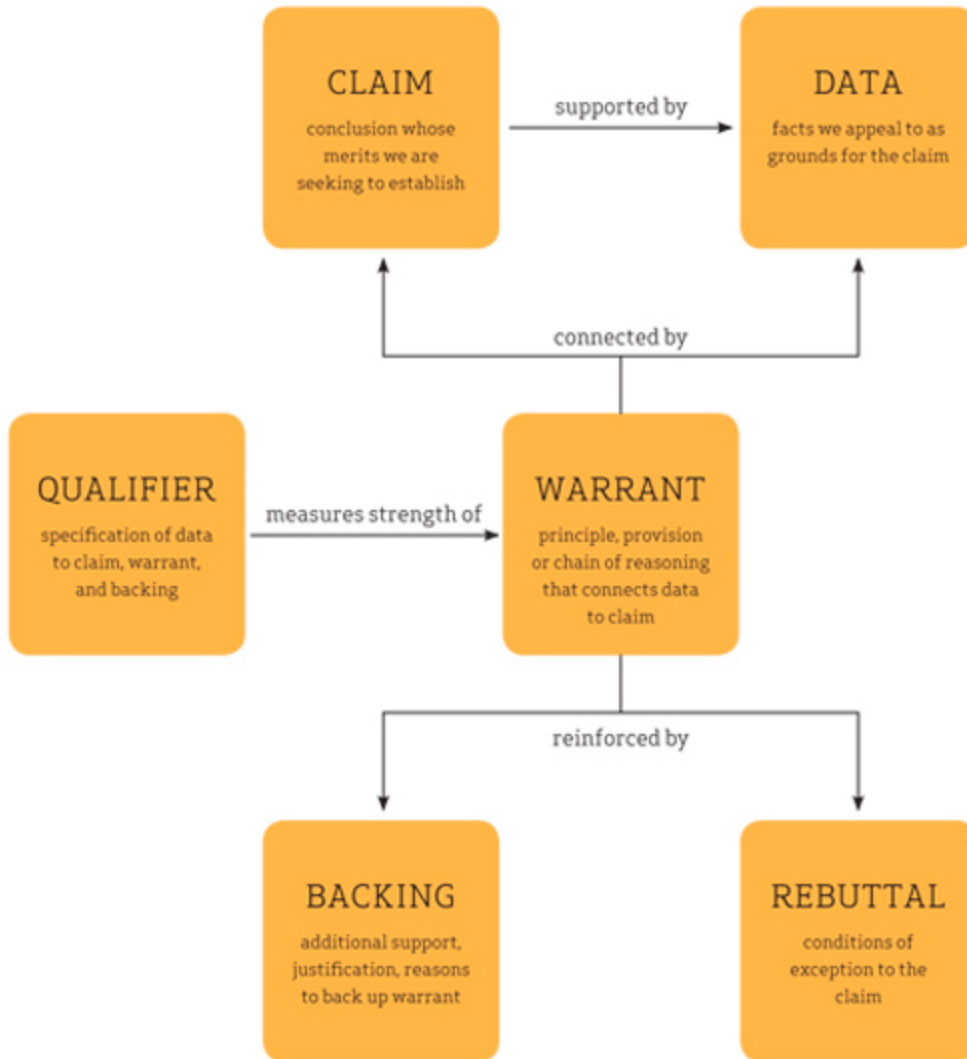 CLAIM
conclusion whose
merits we are
seeking to establish
supported by
DATA
facts we appeal to as
grounds for the claim
connected by
QUALIFIER
specification of data
to claim, warrant,
and backing
measures strength of
WARRANT
principle, provision
or chain of reasoning
that connects data
to claim
reinforced by
BACKING
additional support,
justification, reasons
to back up warrant
REBUTTAL
conditions of
exception to the
claim